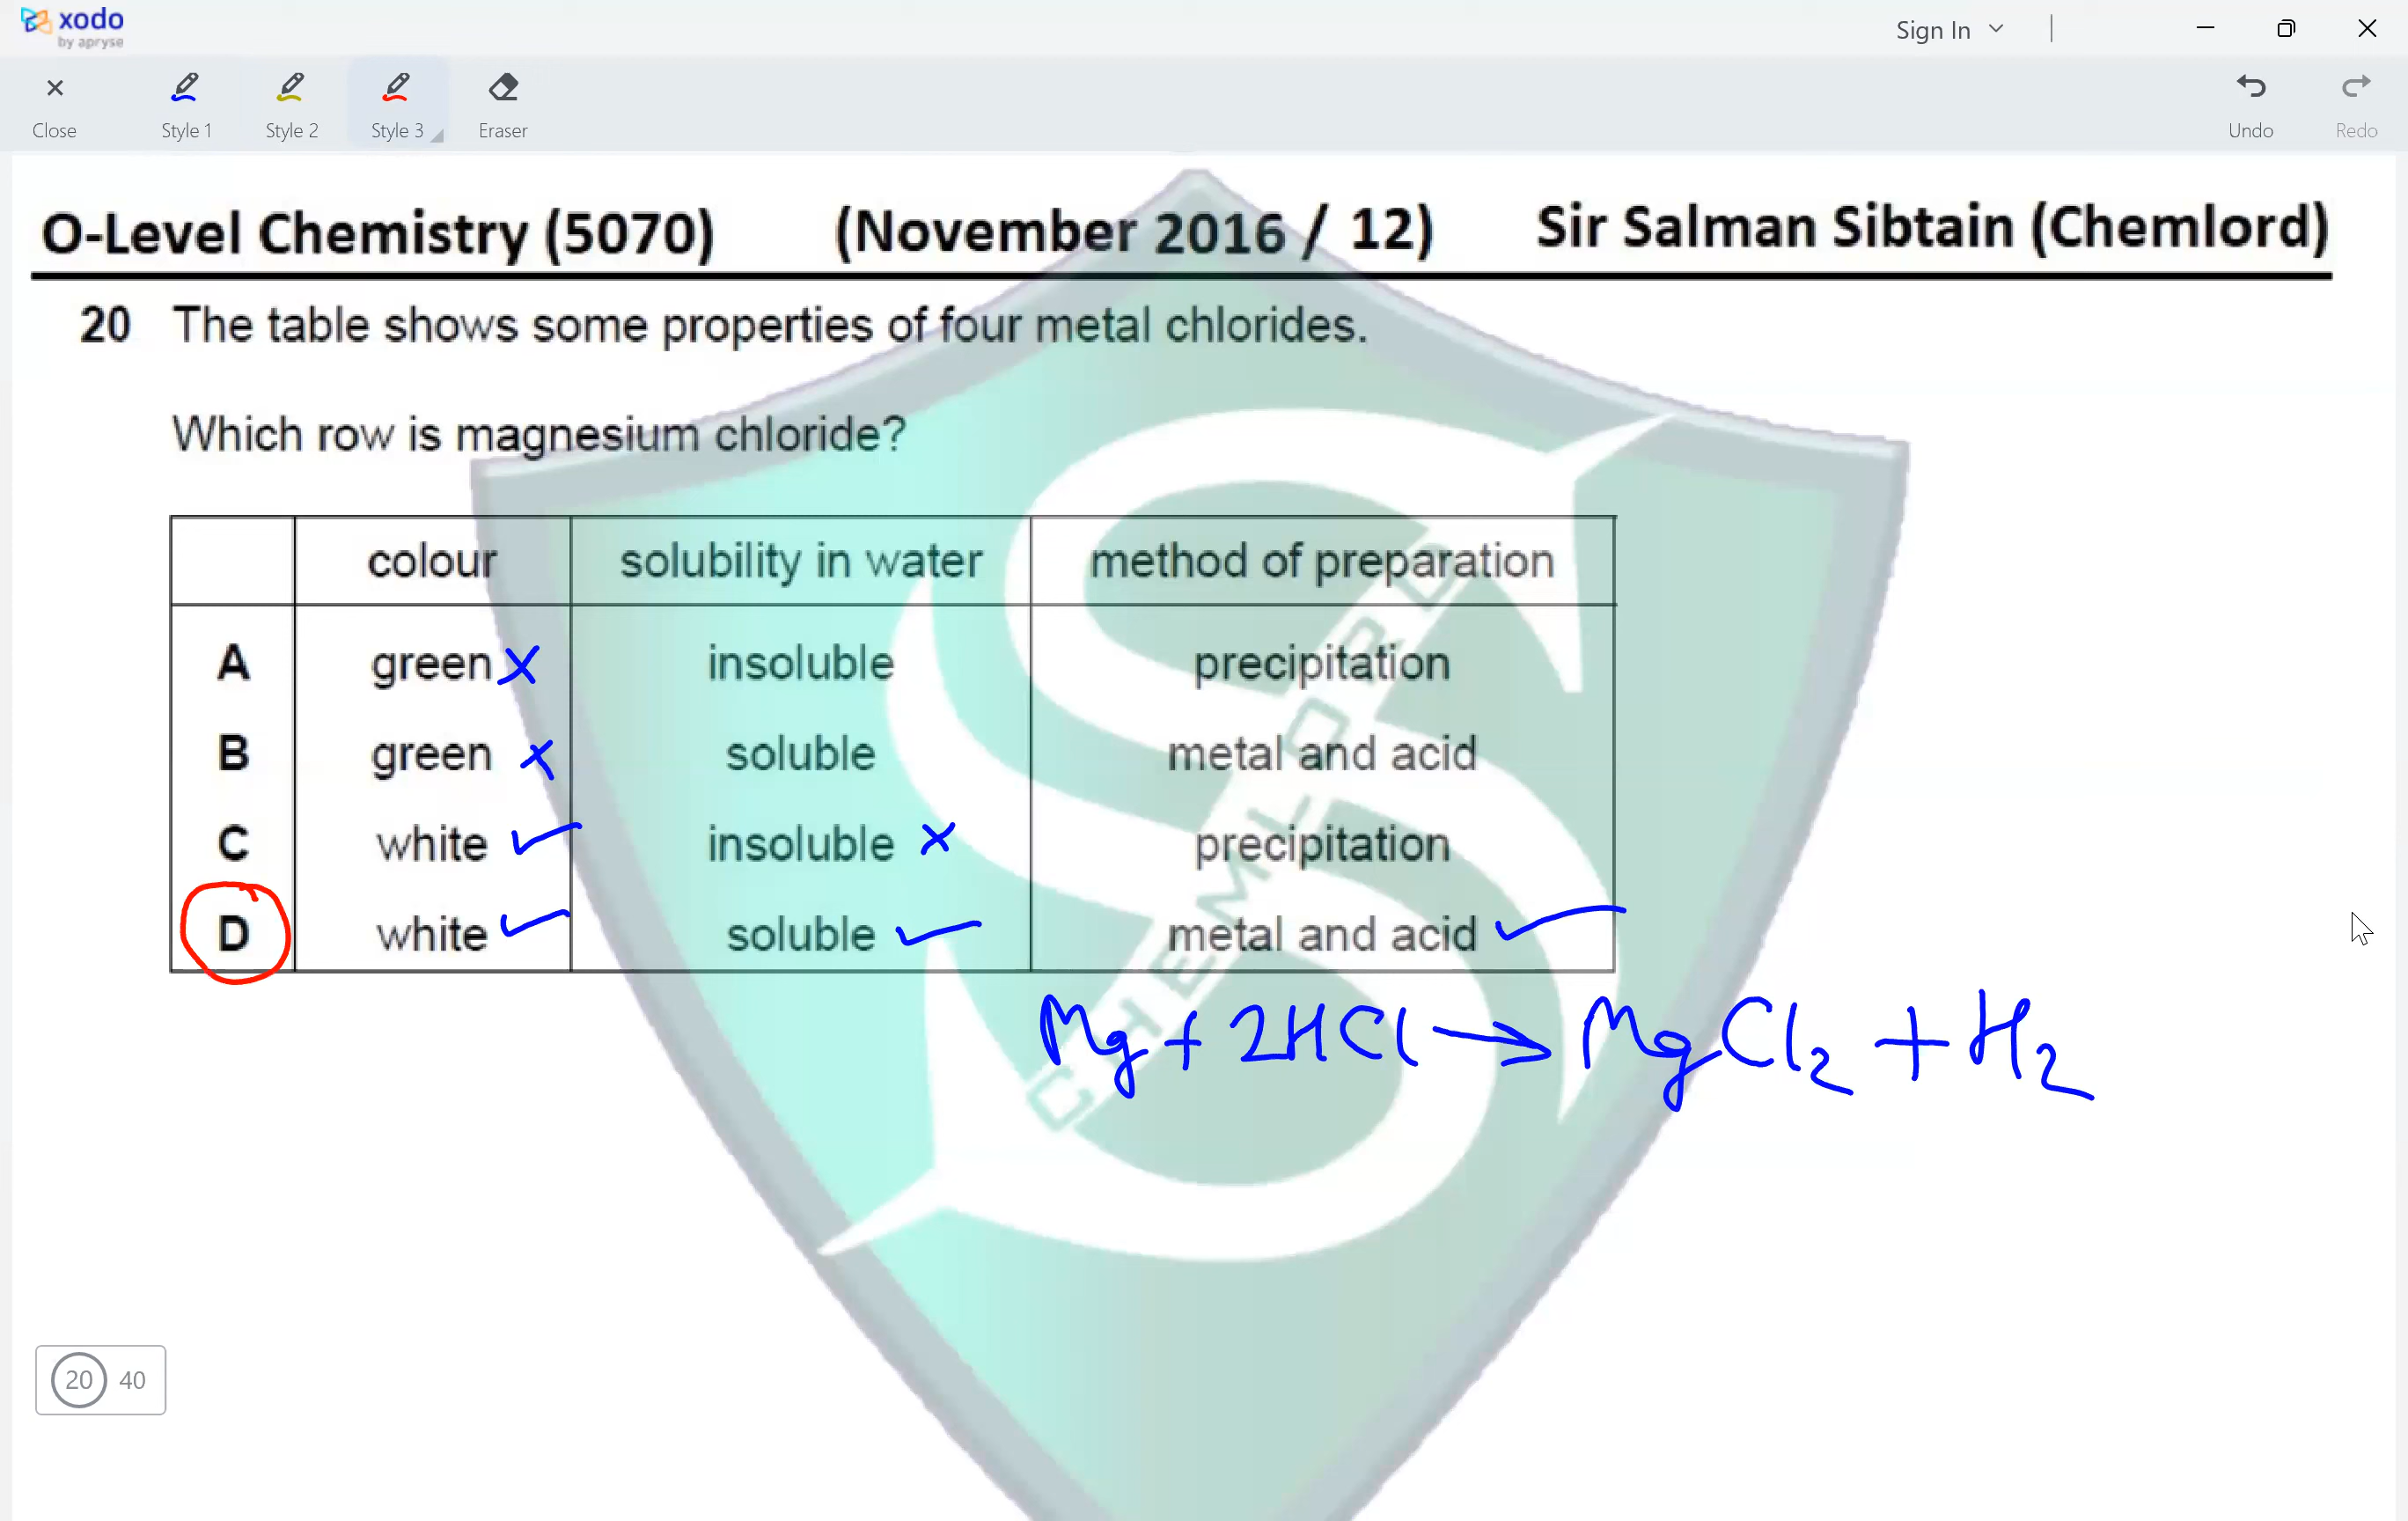 xodo
by apryse
Sign In
Close
Style 1
Style 2
Style 3
Eraser
Undo
Redo
O-Level Chemistry (5070) (November 2016 / 12) Sir Salman Sibtain (Chemlord)
20 The table shows some properties of four metal chlorides.
Which row is magnesium chloride?
colour solubility in water method of preparation
A green x insoluble precipitation
B green x soluble metal and acid
C white ✓ insoluble x precipitation
D white ✓ soluble ✓ metal and acid ✓
Mg + 2HCl → MgCl₂ + H₂
CHEMLORD
20 40